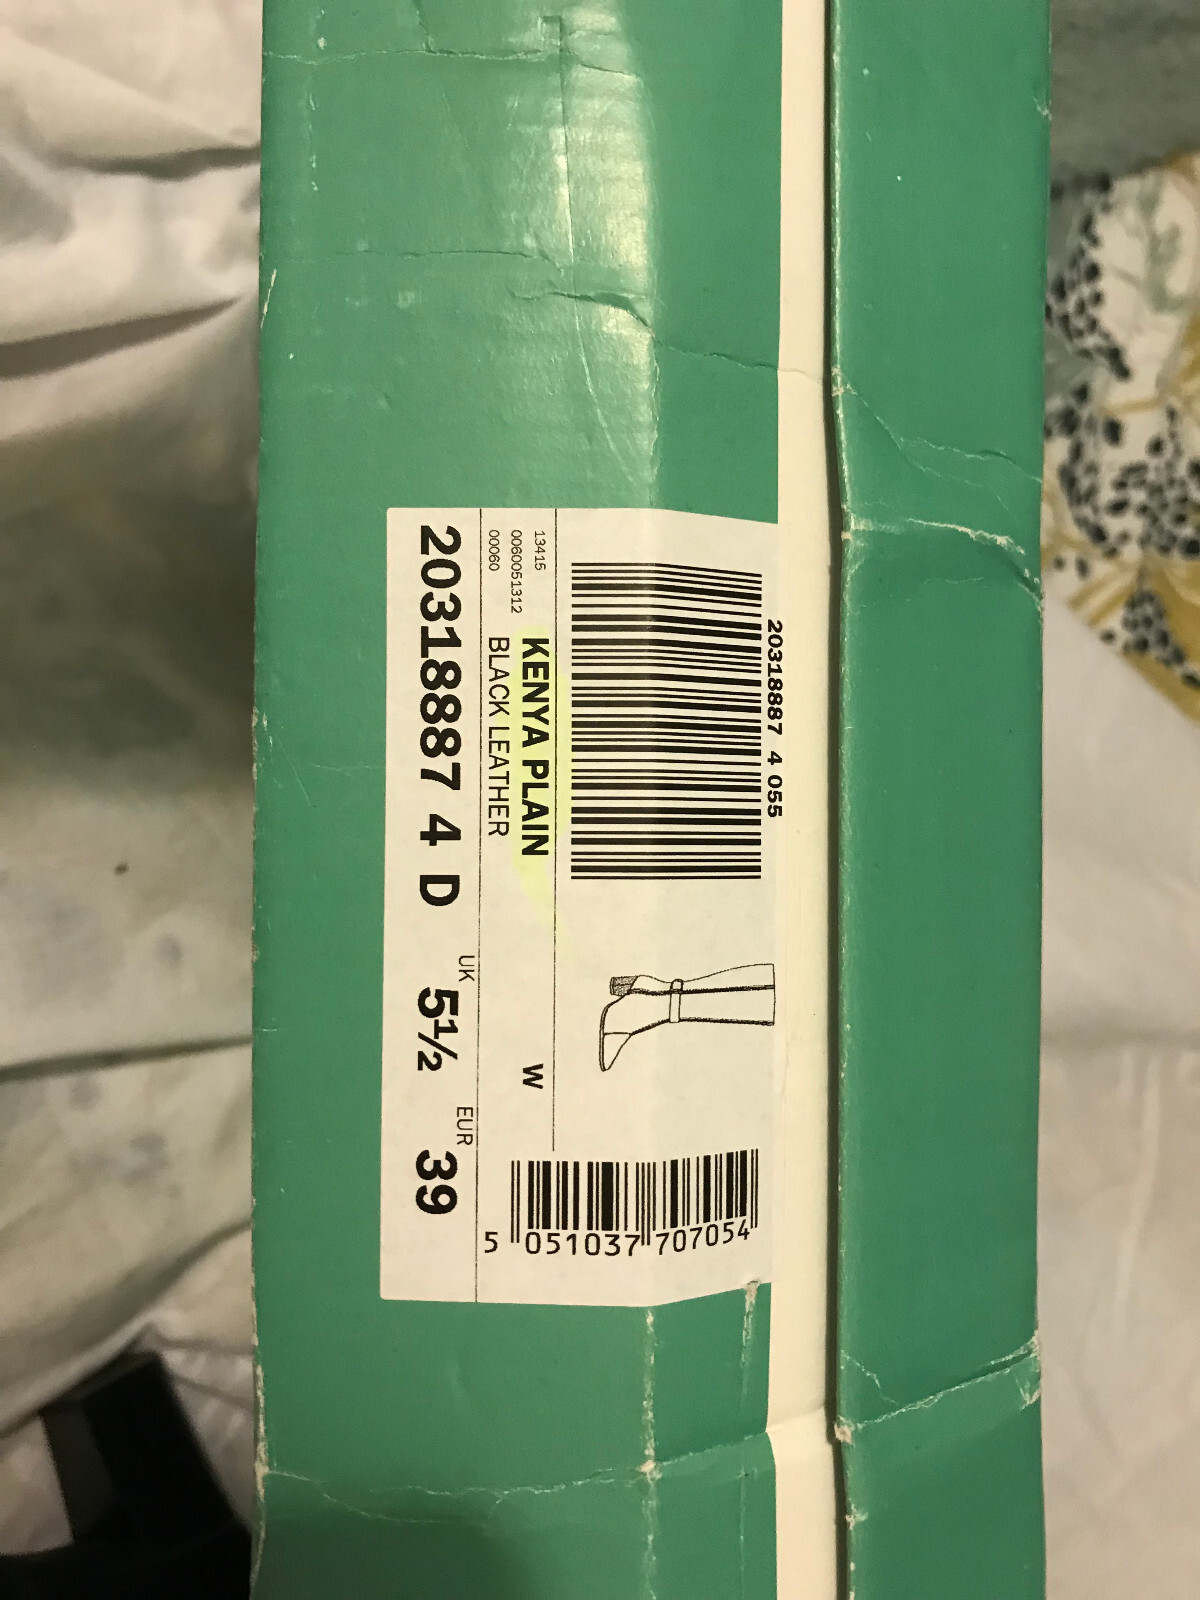 20318887 4 055
5 051037 707054
13415
0060051312
00060
KENYA PLAIN W
BLACK LEATHER
20318887 4 D UK 5½ EUR 39